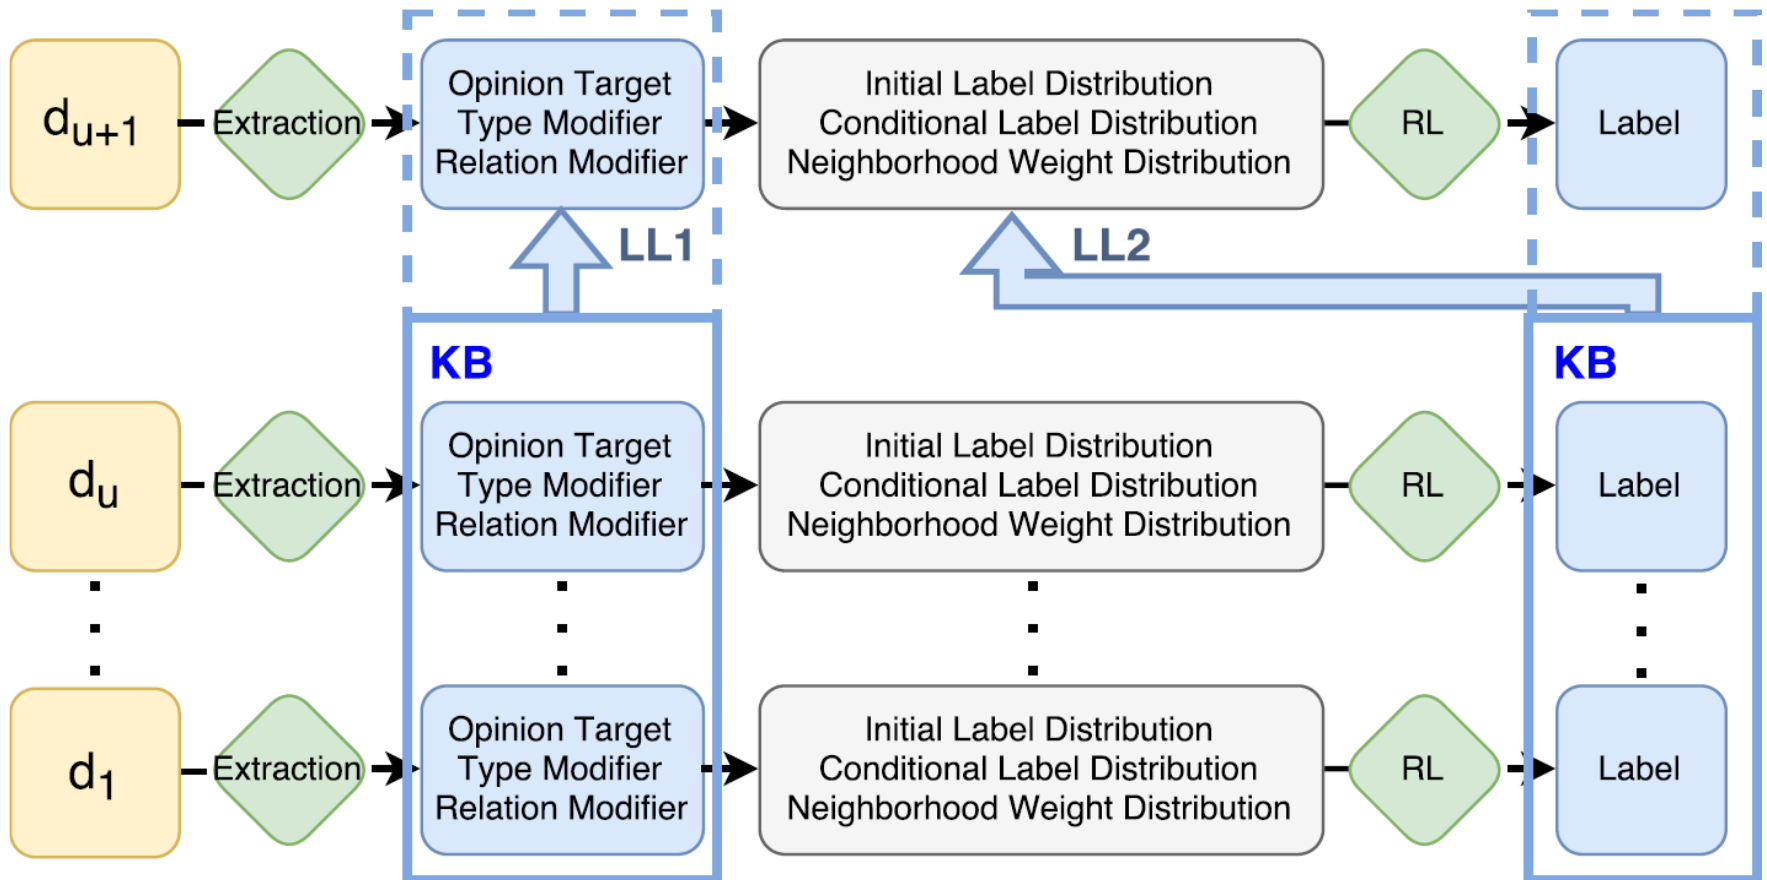 d_{u+1}
Extraction
Opinion Target
Type Modifier
Relation Modifier
Initial Label Distribution
Conditional Label Distribution
Neighborhood Weight Distribution
RL
Label
LL1
LL2
KB
KB
d_u
Extraction
Opinion Target
Type Modifier
Relation Modifier
Initial Label Distribution
Conditional Label Distribution
Neighborhood Weight Distribution
RL
Label
d_1
Extraction
Opinion Target
Type Modifier
Relation Modifier
Initial Label Distribution
Conditional Label Distribution
Neighborhood Weight Distribution
RL
Label